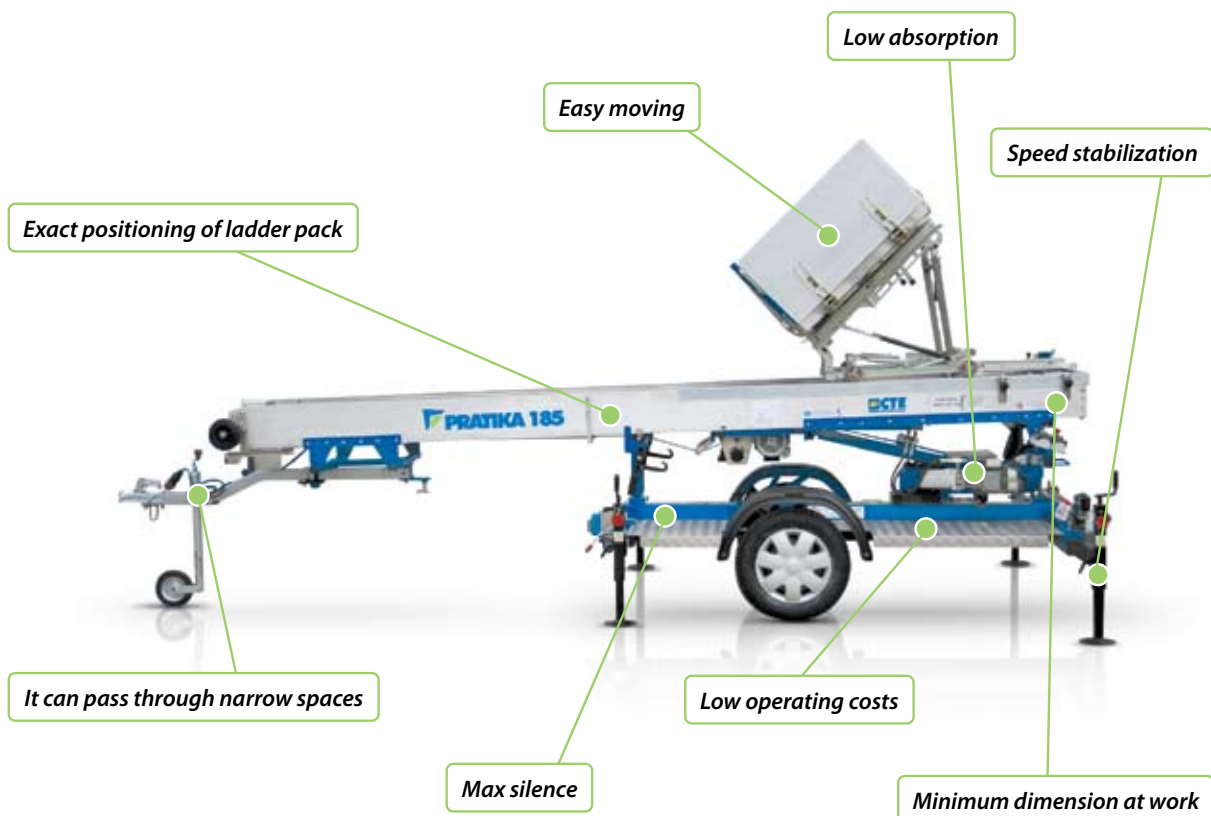 Low absorption
Easy moving
Speed stabilization
Exact positioning of ladder pack
PRATIKA 185
CTE
It can pass through narrow spaces
Low operating costs
Max silence
Minimum dimension at work